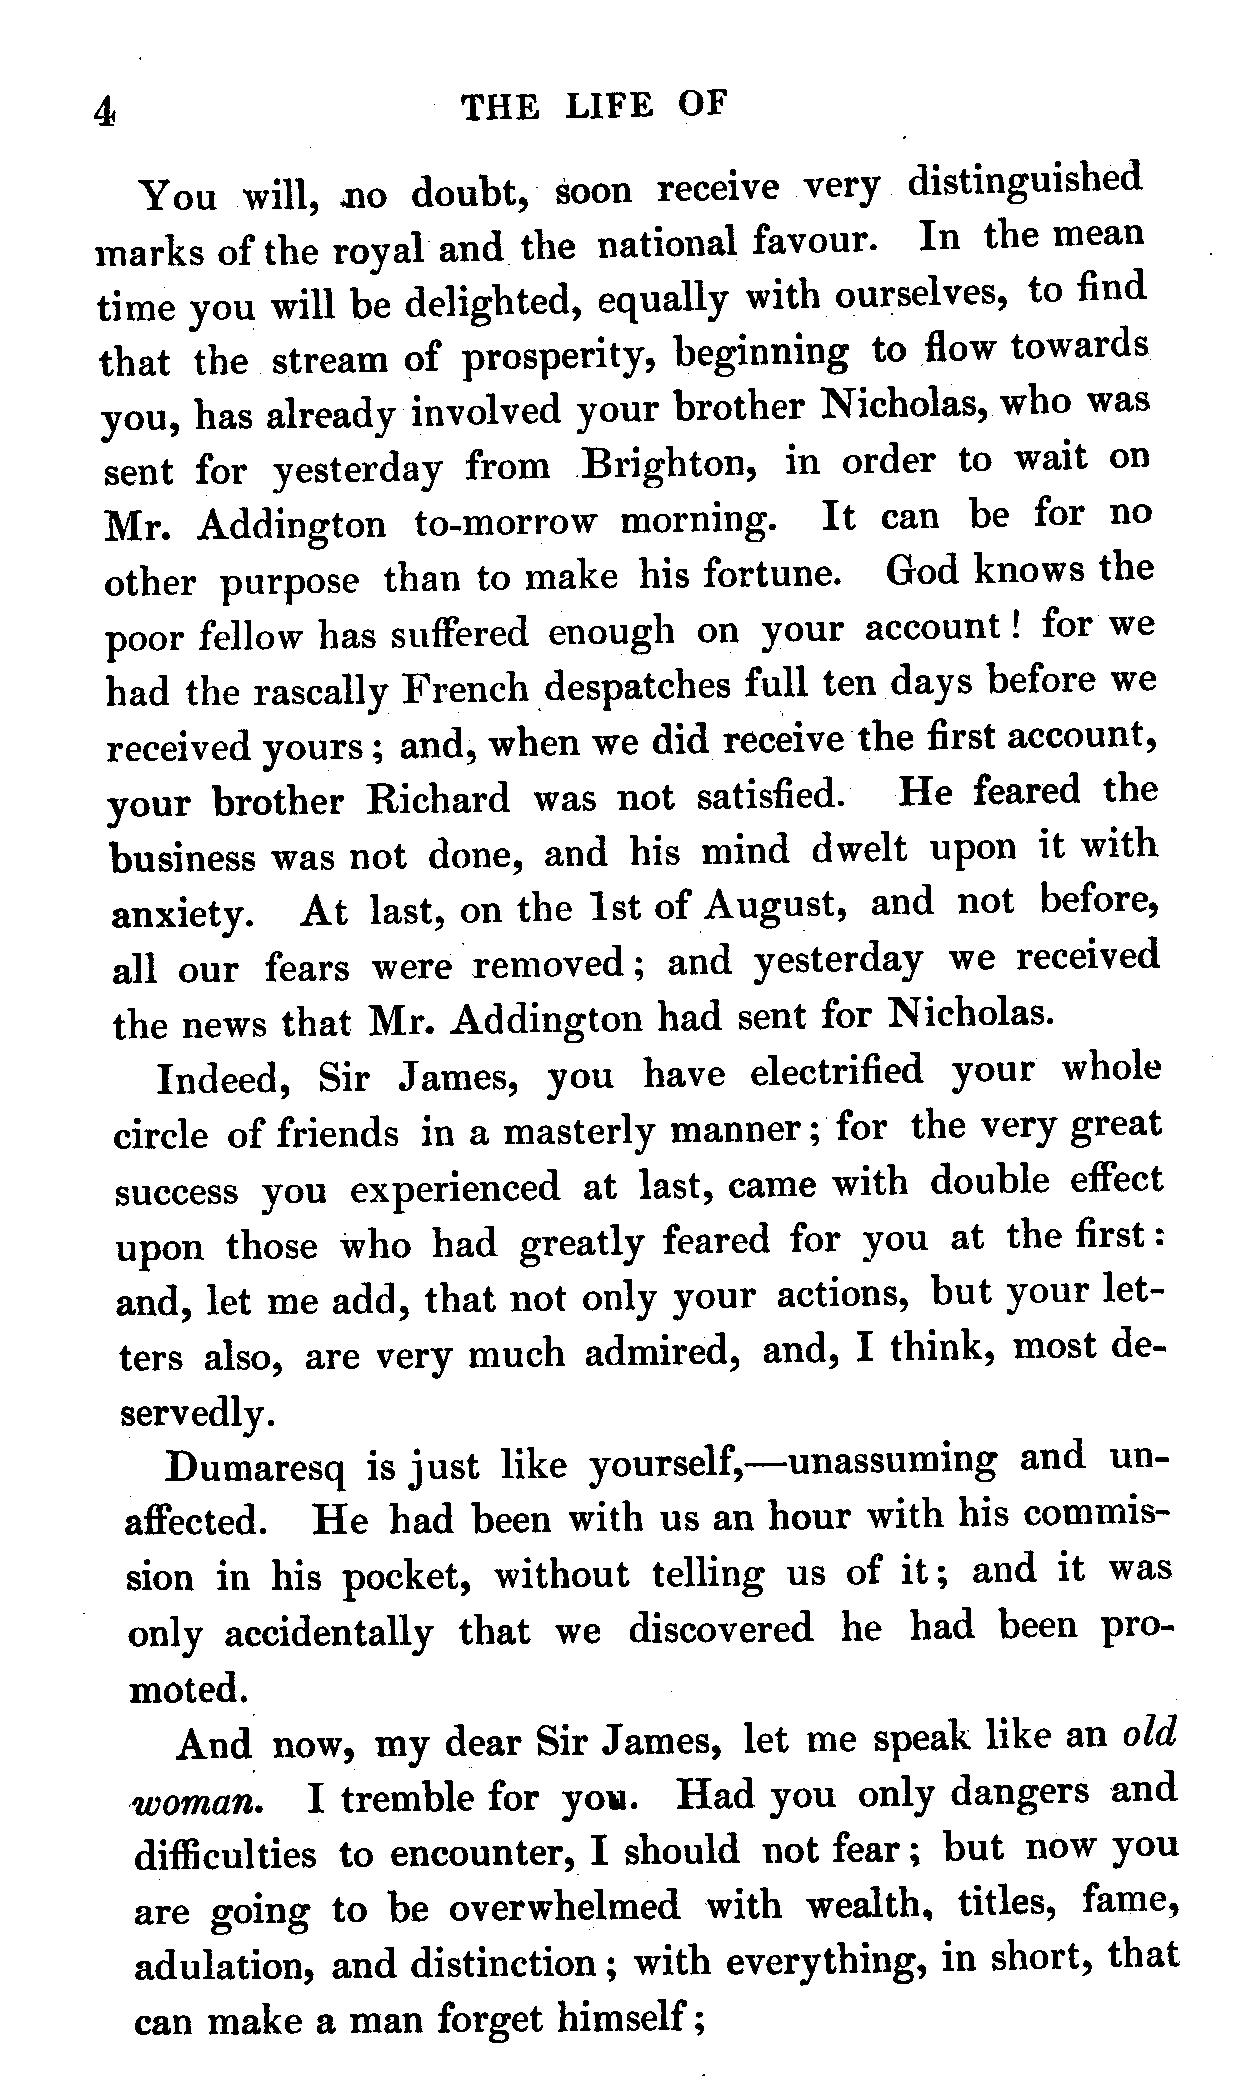 4 THE LIFE OF
You will, no doubt, soon receive very distinguished
marks of the royal and the national favour. In the mean
time you will be delighted, equally with ourselves, to find
that the stream of prosperity, beginning to flow towards
you, has already involved your brother Nicholas, who was
sent for yesterday from Brighton, in order to wait on
Mr. Addington to-morrow morning. It can be for no
other purpose than to make his fortune. God knows the
poor fellow has suffered enough on your account! for we
had the rascally French despatches full ten days before we
received yours; and, when we did receive the first account,
your brother Richard was not satisfied. He feared the
business was not done, and his mind dwelt upon it with
anxiety. At last, on the 1st of August, and not before,
all our fears were removed; and yesterday we received
the news that Mr. Addington had sent for Nicholas.
Indeed, Sir James, you have electrified your whole
circle of friends in a masterly manner; for the very great
success you experienced at last, came with double effect
upon those who had greatly feared for you at the first:
and, let me add, that not only your actions, but your let-
ters also, are very much admired, and, I think, most de-
servedly.
Dumaresq is just like yourself,—unassuming and un-
affected. He had been with us an hour with his commis-
sion in his pocket, without telling us of it; and it was
only accidentally that we discovered he had been pro-
moted.
And now, my dear Sir James, let me speak like an old
woman. I tremble for you. Had you only dangers and
difficulties to encounter, I should not fear; but now you
are going to be overwhelmed with wealth, titles, fame,
adulation, and distinction; with everything, in short, that
can make a man forget himself;